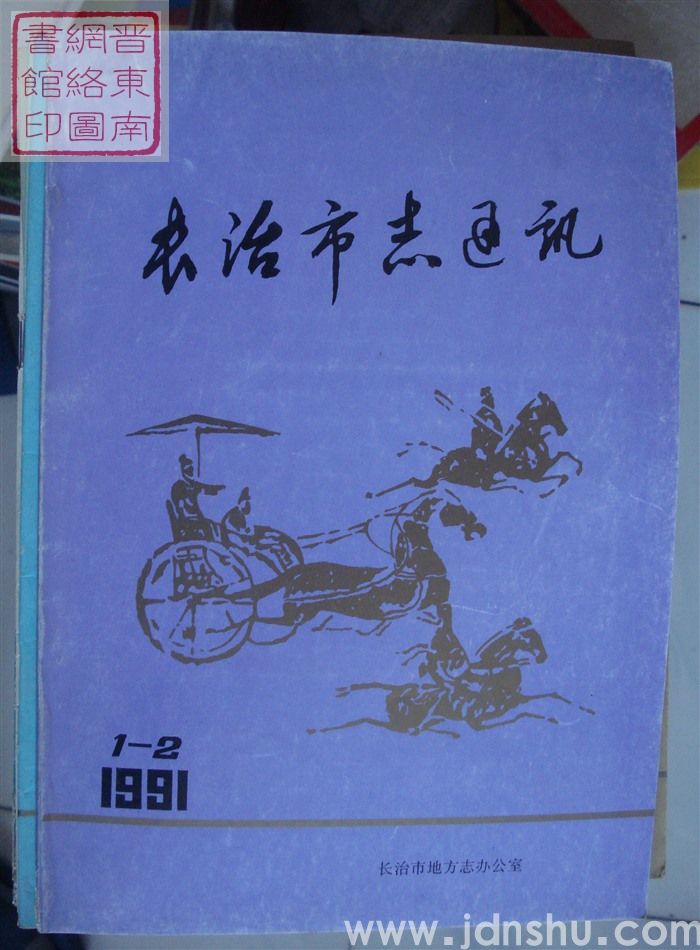 晋東南
網絡圖
書館印
长治市志通訊
1-2
1991
长治市地方志办公室
www.jdnshu.com